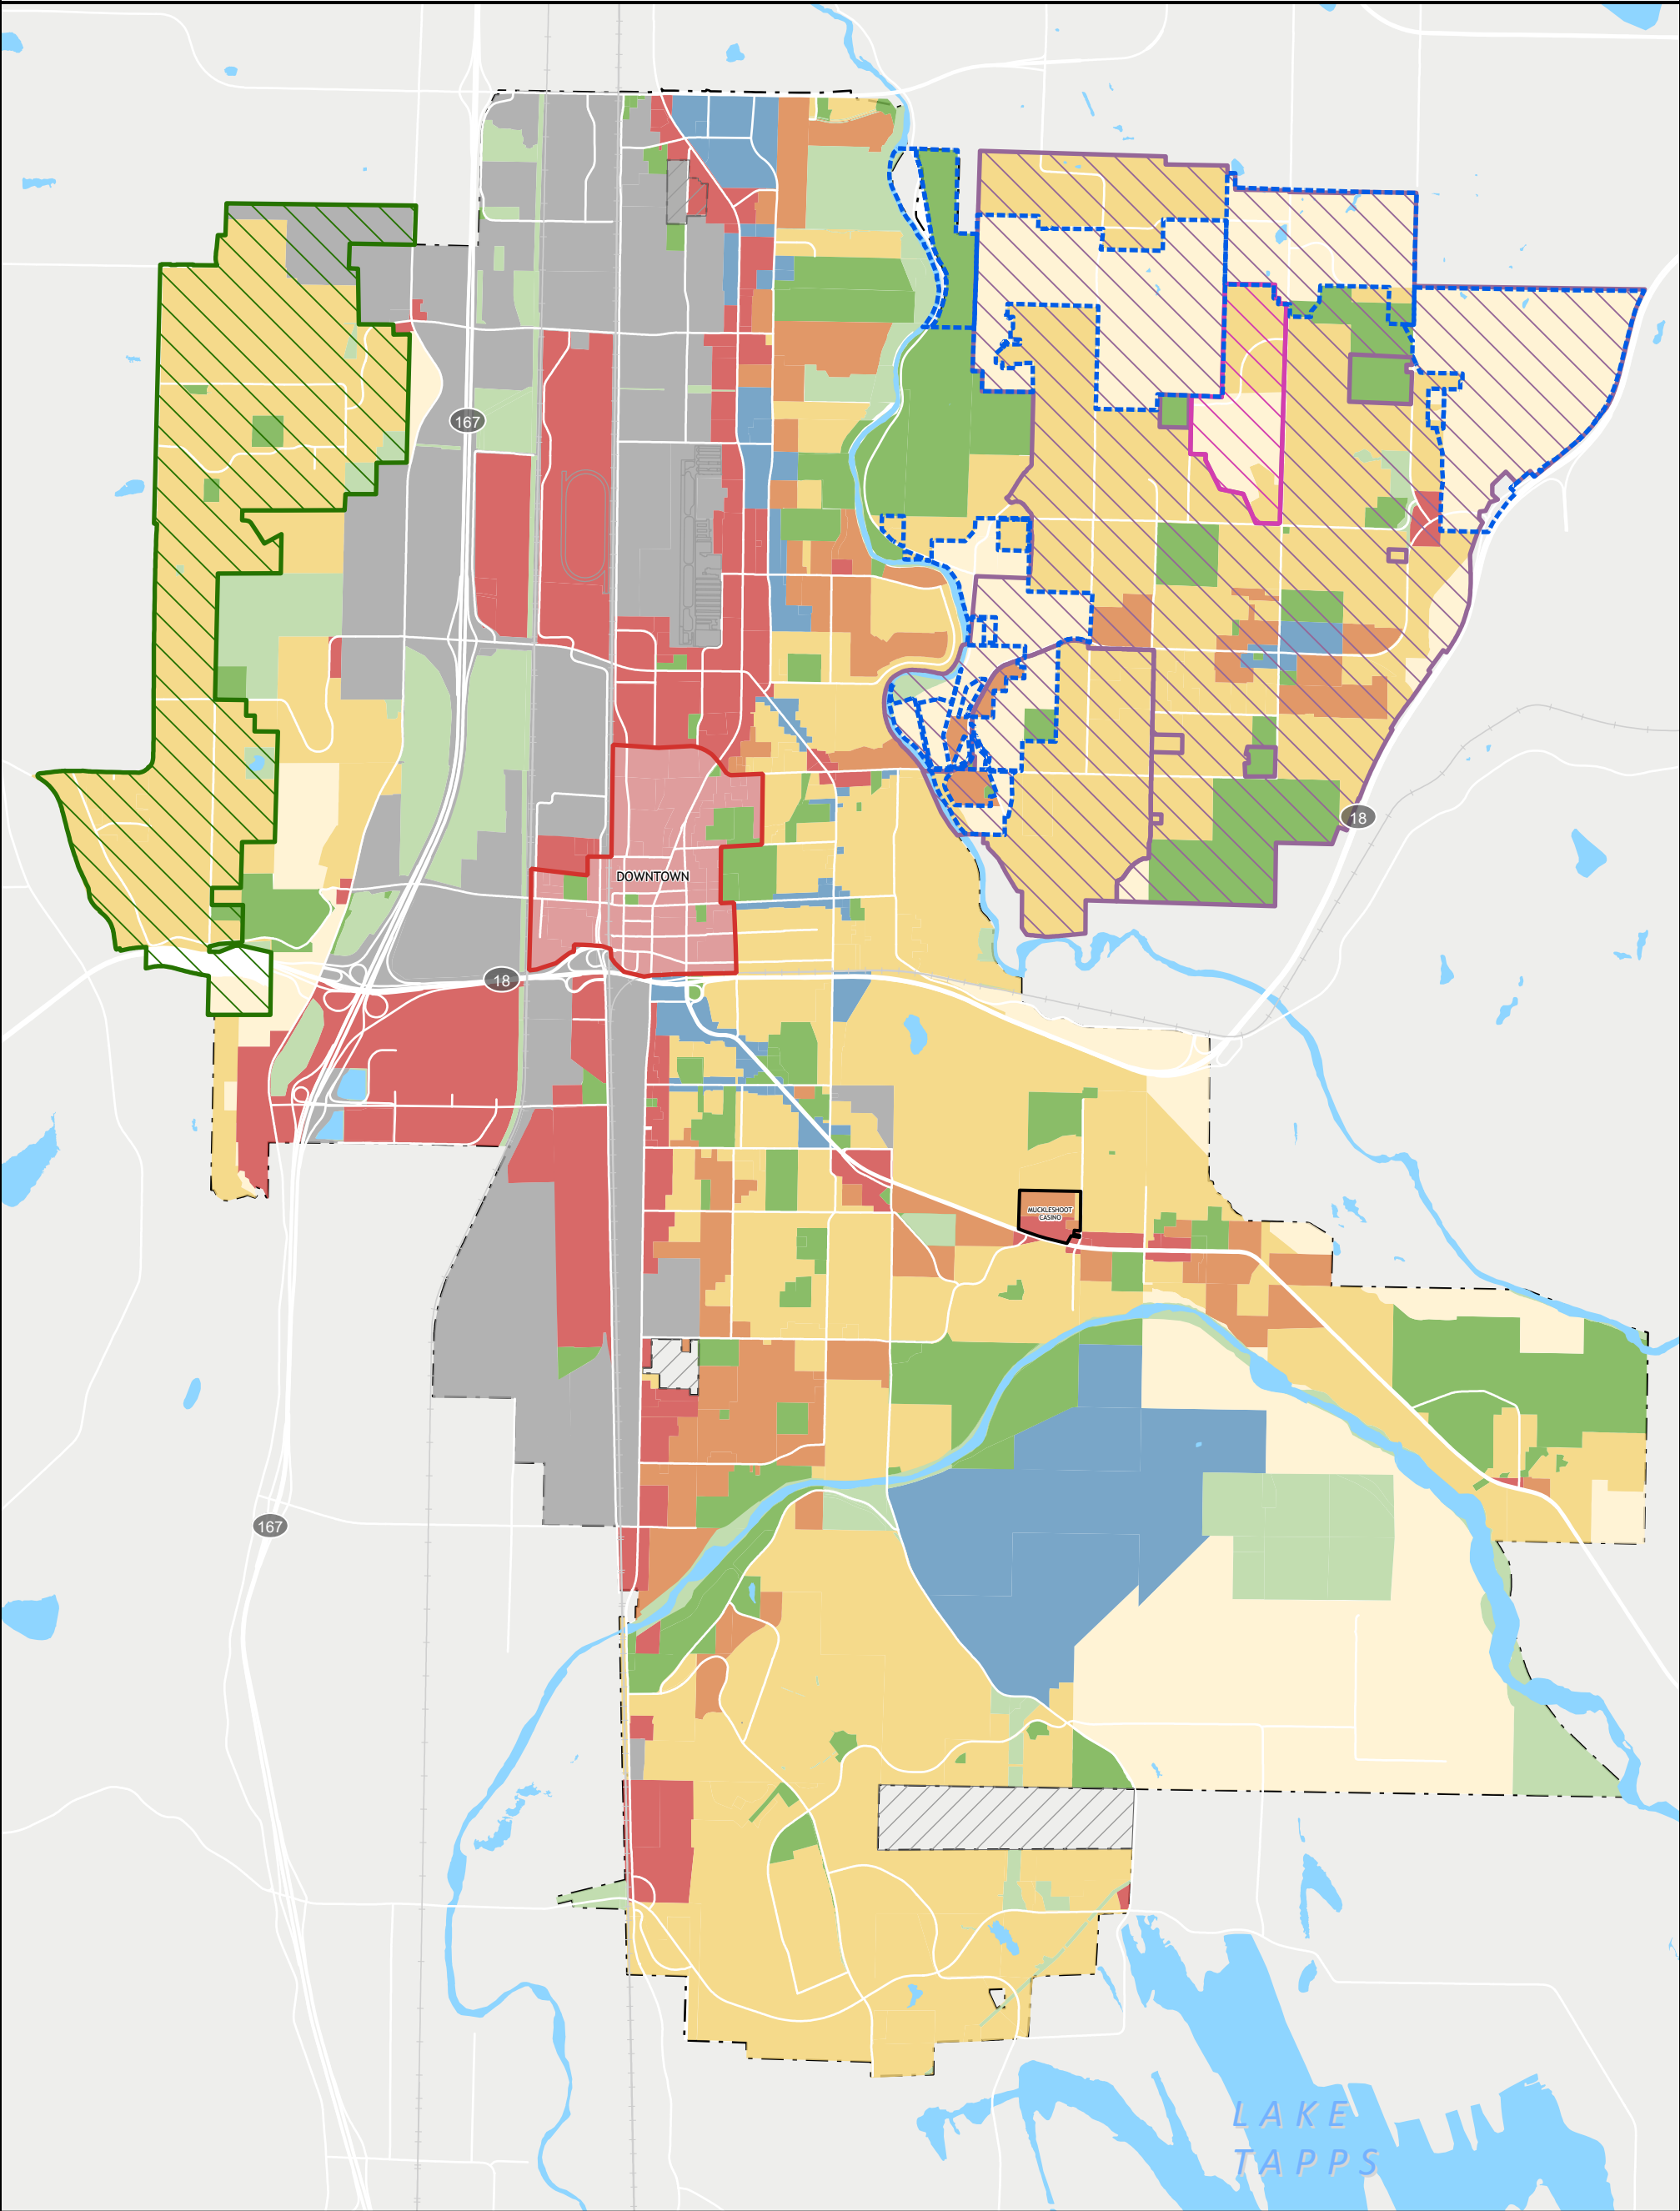 167
18
DOWNTOWN
18
MUCKLESHOOT
CASINO
167
LAKE
TAPPS